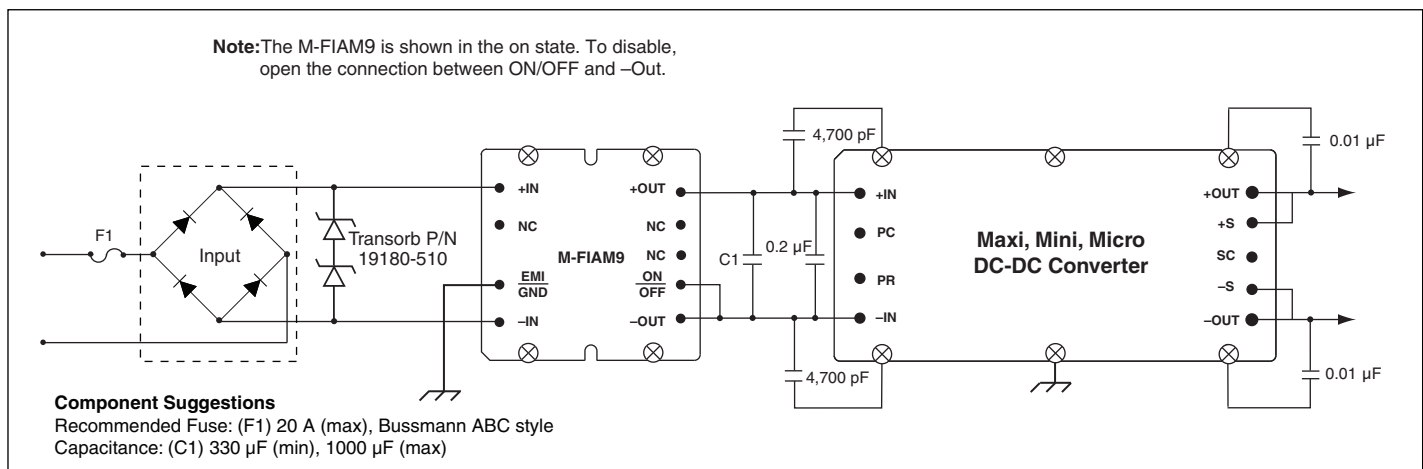 Note:The M-FIAM9 is shown in the on state. To disable,
open the connection between ON/OFF and –Out.
F1
Input
Transorb P/N
19180-510
+IN
NC
EMI
GND
–IN
M-FIAM9
+OUT
NC
NC
ON
OFF
–OUT
C1
0.2 µF
4,700 pF
4,700 pF
+IN
PC
PR
–IN
Maxi, Mini, Micro
DC-DC Converter
+OUT
+S
SC
–S
–OUT
0.01 µF
0.01 µF
Component Suggestions
Recommended Fuse: (F1) 20 A (max), Bussmann ABC style
Capacitance: (C1) 330 µF (min), 1000 µF (max)